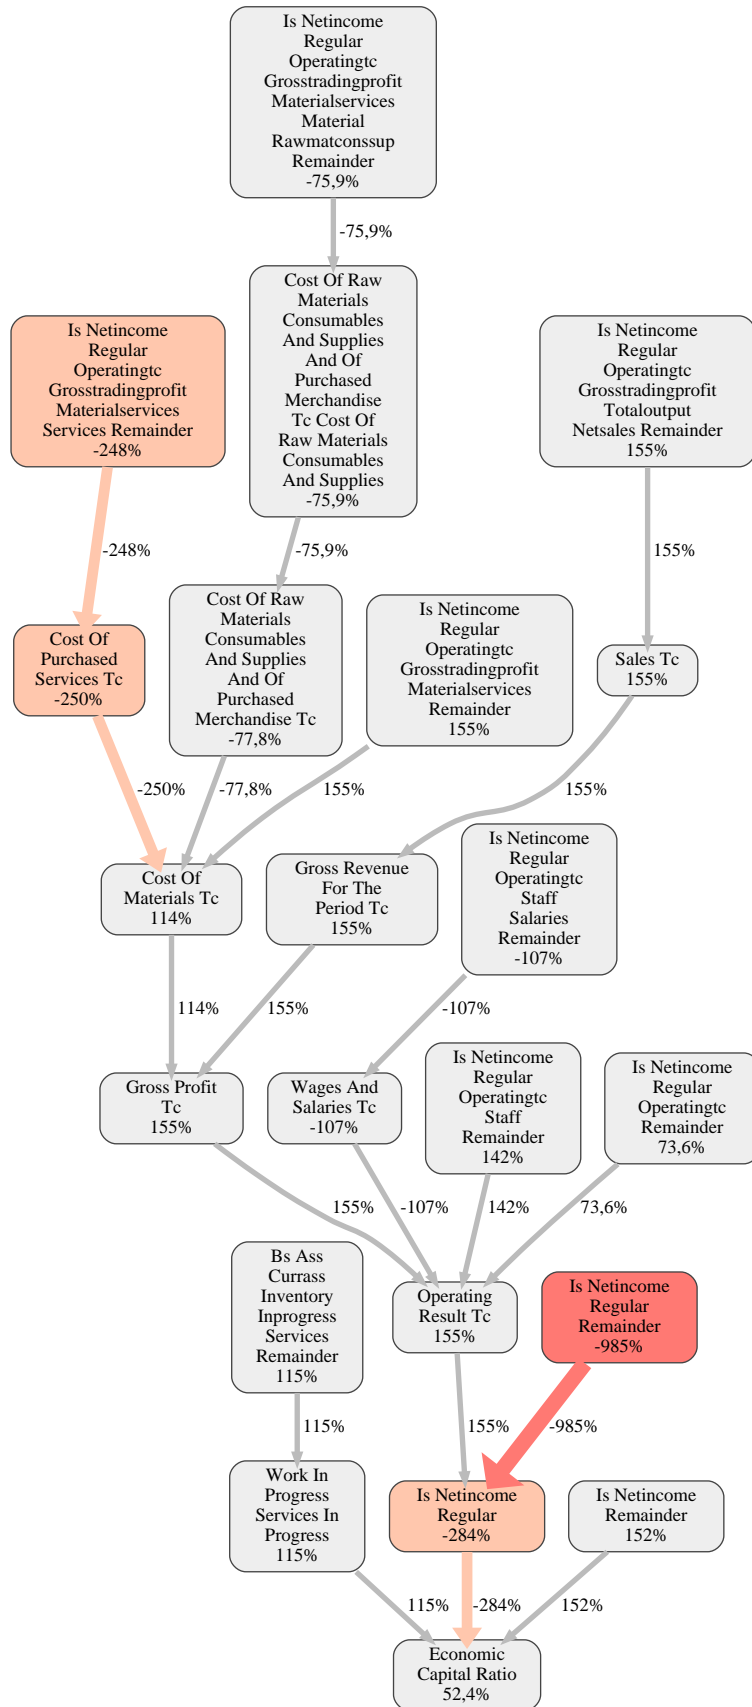 Is Netincome
Regular
Operatingtc
Grosstradingprofit
Materialservices
Material
Rawmatconssup
Remainder
-75,9%
-75,9%
Cost Of Raw
Materials
Consumables
And Supplies
And Of
Purchased
Merchandise
Tc Cost Of
Raw Materials
Consumables
And Supplies
-75,9%
Is Netincome
Regular
Operatingtc
Grosstradingprofit
Materialservices
Services Remainder
-248%
Is Netincome
Regular
Operatingtc
Grosstradingprofit
Totaloutput
Netsales Remainder
155%
-248%
-75,9%
155%
Cost Of
Purchased
Services Tc
-250%
Cost Of Raw
Materials
Consumables
And Supplies
And Of
Purchased
Merchandise Tc
-77,8%
Is Netincome
Regular
Operatingtc
Grosstradingprofit
Materialservices
Remainder
155%
Sales Tc
155%
-250%
-77,8%
155%
155%
Cost Of
Materials Tc
114%
Gross Revenue
For The
Period Tc
155%
Is Netincome
Regular
Operatingtc
Staff
Salaries
Remainder
-107%
114%
155%
-107%
Gross Profit
Tc
155%
Wages And
Salaries Tc
-107%
Is Netincome
Regular
Operatingtc
Staff
Remainder
142%
Is Netincome
Regular
Operatingtc
Remainder
73,6%
155%
-107%
142%
73,6%
Bs Ass
Currass
Inventory
Inprogress
Services
Remainder
115%
Operating
Result Tc
155%
Is Netincome
Regular
Remainder
-985%
115%
155%
-985%
Work In
Progress
Services In
Progress
115%
Is Netincome
Regular
-284%
Is Netincome
Remainder
152%
115%
-284%
152%
Economic
Capital Ratio
52,4%